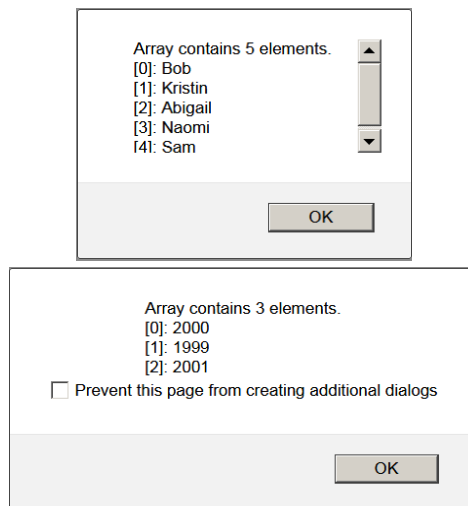 Array contains 5 elements.
[0]: Bob
[1]: Kristin
[2]: Abigail
[3]: Naomi
[4]: Sam
OK
Array contains 3 elements.
[0]: 2000
[1]: 1999
[2]: 2001
Prevent this page from creating additional dialogs
OK